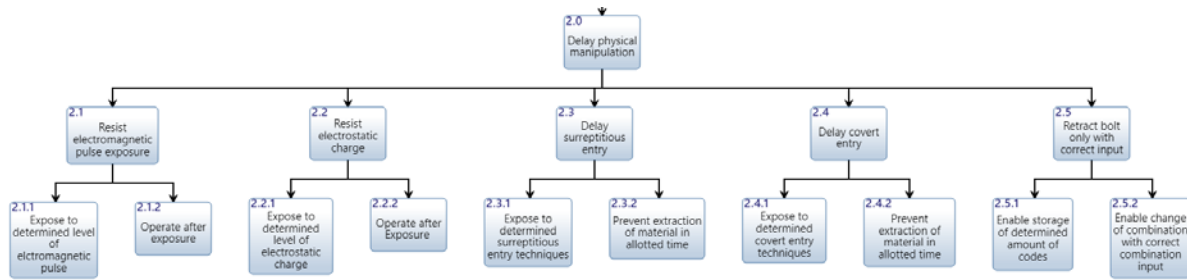 2.0
Delay physical
manipulation
2.1
Resist
electromagnetic
pulse exposure
2.2
Resist
electrostatic
charge
2.3
Delay
surreptitious
entry
2.4
Delay covert
entry
2.5
Retract bolt
only with
correct input
2.1.1
Expose to
determined level of
elctromagnetic
pulse
2.1.2
Operate after
exposure
2.2.1
Expose to
determined
level of
electrostatic
charge
2.2.2
Operate after
Exposure
2.3.1
Expose to
determined
surreptitious
entry techniques
2.3.2
Prevent extraction
of material in
allotted time
2.4.1
Expose to
determined
covert entry
techniques
2.4.2
Prevent
extraction of
material in
allotted time
2.5.1
Enable storage
of determined
amount of
codes
2.5.2
Enable change
of combination
with correct
combination
input